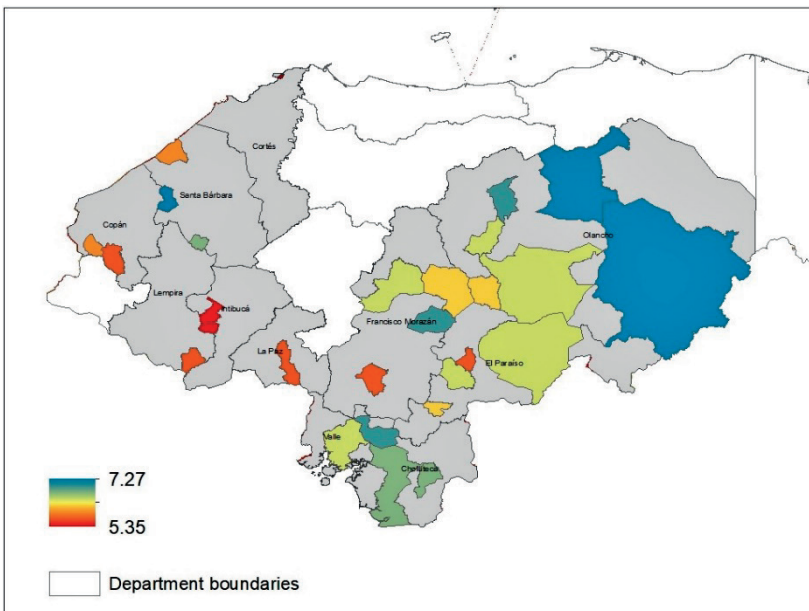 Cortés
Santa Bárbara
Copán
Olancho
Lempira
Intibucá
Francisco Morazán
La Paz
El Paraíso
Valle
Choluteca
7.27
5.35
Department boundaries